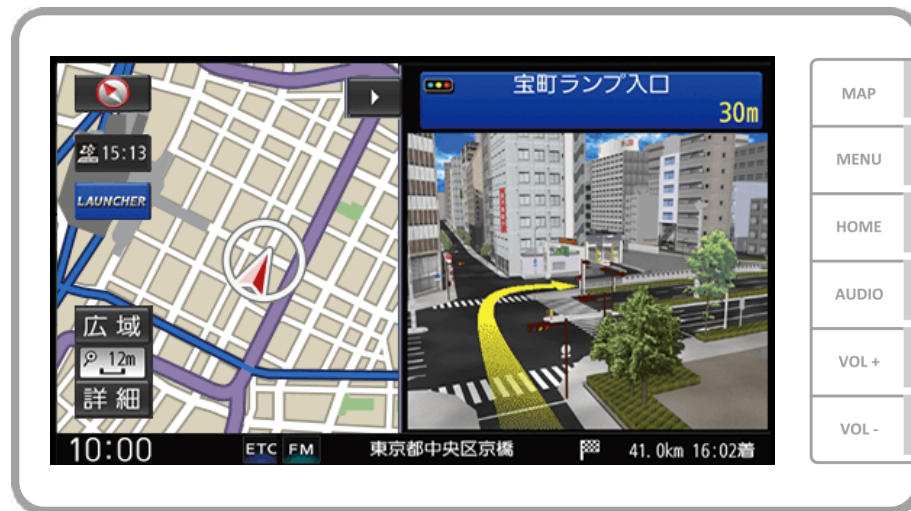 宝町ランプ入口
30m
15:13
LAUNCHER
広域
12m
詳細
10:00 ETC FM 東京都中央区京橋 41.0km 16:02着
MAP
MENU
HOME
AUDIO
VOL +
VOL -